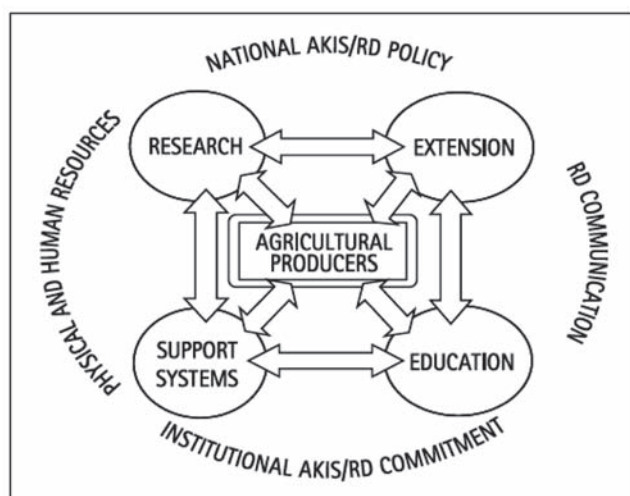 NATIONAL AKIS/RD POLICY
RESEARCH
EXTENSION
PHYSICAL AND HUMAN RESOURCES
RD COMMUNICATION
AGRICULTURAL
PRODUCERS
SUPPORT
SYSTEMS
EDUCATION
INSTITUTIONAL AKIS/RD COMMITMENT